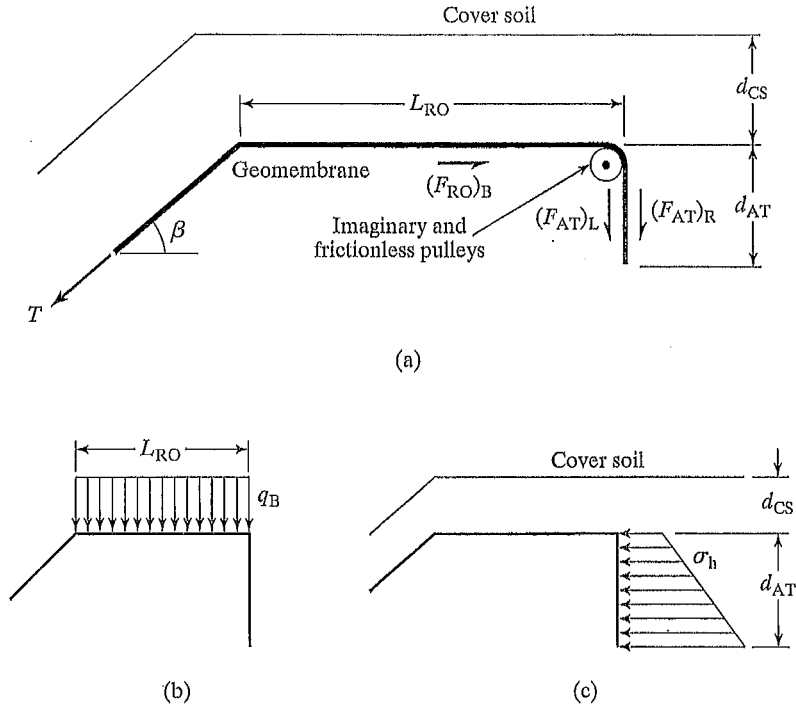 Cover soil
d_CS
L_RO
Geomembrane
(F_RO)_B
Imaginary and
frictionless pulleys
(F_AT)_L
(F_AT)_R
d_AT
β
T
(a)
L_RO
q_B
(b)
Cover soil
d_CS
σ_h
d_AT
(c)